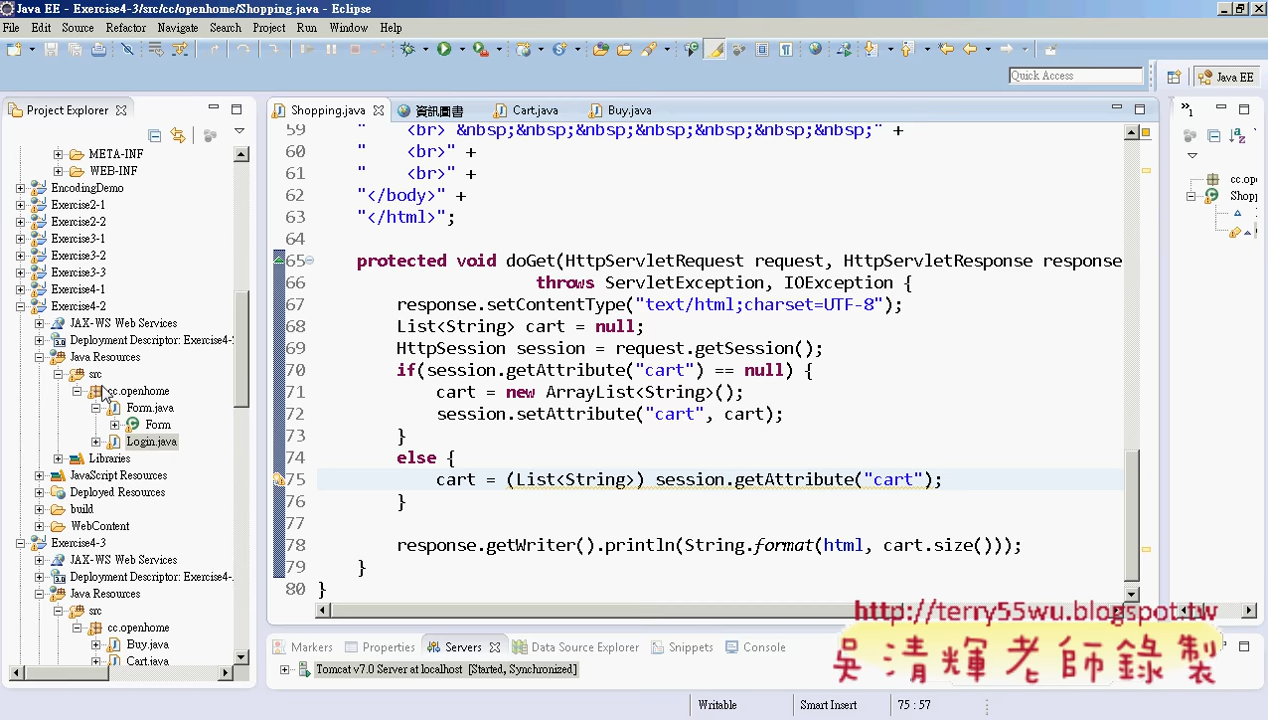 Java EE - Exercise4-3/src/cc/openhome/Shopping.java - Eclipse
File Edit Source Refactor Navigate Search Project Run Window Help
Quick Access
Java EE
Project Explorer
Shopping.java 資訊圖書 Cart.java Buy.java
»1
META-INF
WEB-INF
EncodingDemo
Exercise2-1
Exercise2-2
Exercise3-1
Exercise3-2
Exercise3-3
Exercise4-1
Exercise4-2
JAX-WS Web Services
Deployment Descriptor: Exercise4-
Java Resources
src
cc.openhome
Form.java
Form
Login.java
Libraries
JavaScript Resources
Deployed Resources
build
WebContent
Exercise4-3
JAX-WS Web Services
Deployment Descriptor: Exercise4-
Java Resources
src
cc.openhome
Buy.java
Cart.java
59 "    <br> &nbsp;&nbsp;&nbsp;&nbsp;&nbsp;&nbsp;&nbsp;" +
60 "    <br>" +
61 "    <br>" +
62 "</body>" +
63 "</html>";
64
65 protected void doGet(HttpServletRequest request, HttpServletResponse response
66 throws ServletException, IOException {
67 response.setContentType("text/html;charset=UTF-8");
68 List<String> cart = null;
69 HttpSession session = request.getSession();
70 if(session.getAttribute("cart") == null) {
71 cart = new ArrayList<String>();
72 session.setAttribute("cart", cart);
73 }
74 else {
75 cart = (List<String>) session.getAttribute("cart");
76 }
77
78 response.getWriter().println(String.format(html, cart.size()));
79 }
80 }
cc.op
Shopp
Markers Properties Servers Data Source Explorer Snippets Console
Tomcat v7.0 Server at localhost [Started, Synchronized]
http://terry55wu.blogspot.tw
吳清輝老師錄製
Writable Smart Insert 75 : 57